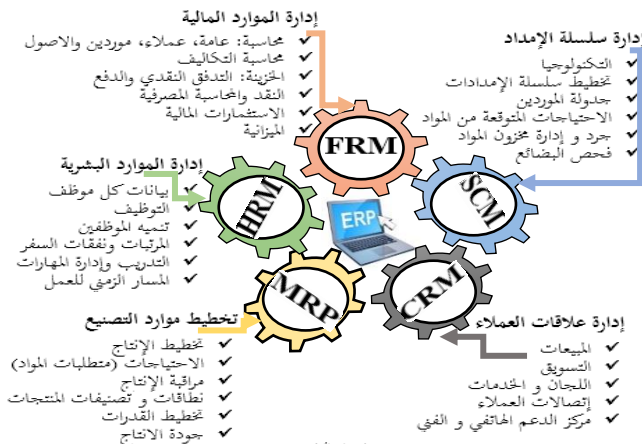 إدارة الموارد المالية
✓ محاسبة: عامة، عملاء، موردين والاصول
✓ محاسبة التكاليف
✓ الخزينة: التدفق النقدي والدفع
✓ النقد والمحاسبة المصرفية
✓ الاستثمارات المالية
✓ الميزانية
إدارة سلسلة الإمداد
✓ التكنولوجيا
✓ تخطيط سلسلة الإمدادات
✓ جدولة الموردين
✓ الاحتياجات المتوقعة من المواد
✓ جرد و إدارة مخزون المواد
✓ فحص البضائع
FRM
SCM
HRM
ERP
MRP
CRM
إدارة الموارد البشرية
✓ بيانات كل موظف
✓ التوظيف
✓ تنميه الموظفين
✓ المرتبات ونفقات السفر
✓ التدريب وإدارة المهارات
✓ المسار الزمني للعمل
تخطيط موارد التصنيع
✓ تخطيط الإنتاج
✓ الاحتياجات (متطلبات المواد)
✓ مراقبة الإنتاج
✓ نطاقات و تصنيفات المنتجات
✓ تخطيط القدرات
✓ جودة الانتاج
إدارة علاقات العملاء
✓ المبيعات
✓ التسويق
✓ اللجان و الخدمات
✓ إتصالات العملاء
✓ مركز الدعم الهاتفي و الفني